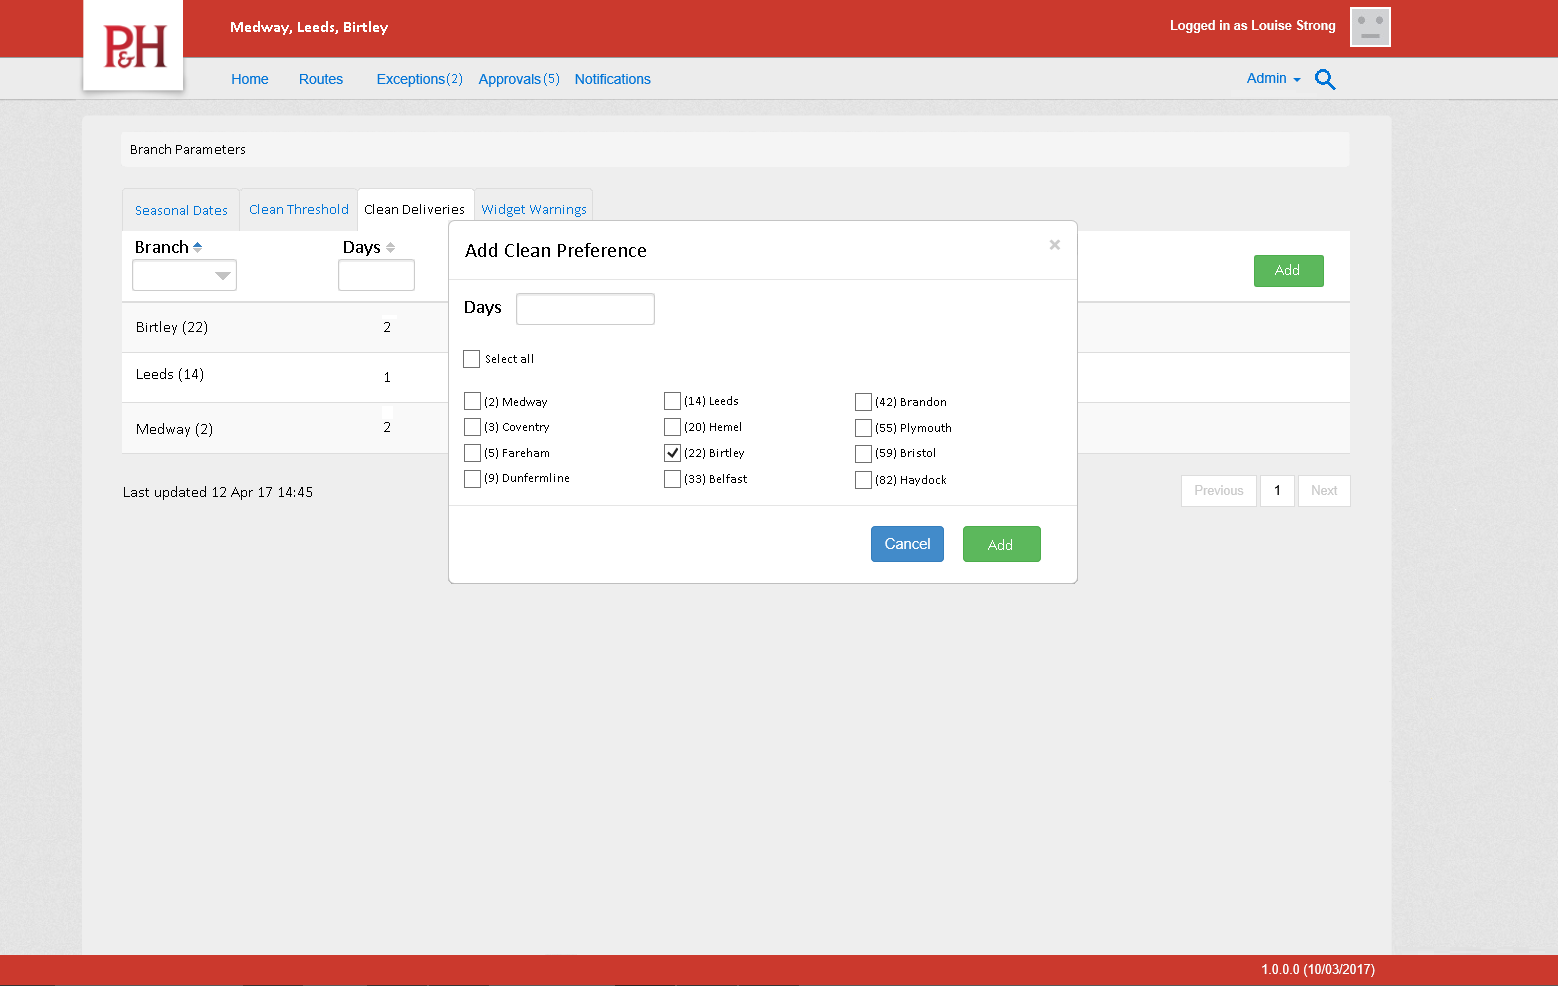 P&H
Medway, Leeds, Birtley
Logged in as Louise Strong
Home Routes Exceptions(2) Approvals(5) Notifications
Admin
Branch Parameters
Seasonal Dates Clean Threshold Clean Deliveries Widget Warnings
Branch Days
Add
Birtley (22) 2
Leeds (14) 1
Medway (2) 2
Last updated 12 Apr 17 14:45
Previous 1 Next
Add Clean Preference ×
Days
Select all
(2) Medway (14) Leeds (42) Brandon
(3) Coventry (20) Hemel (55) Plymouth
(5) Fareham (22) Birtley (59) Bristol
(9) Dunfermline (33) Belfast (82) Haydock
Cancel Add
1.0.0.0 (10/03/2017)